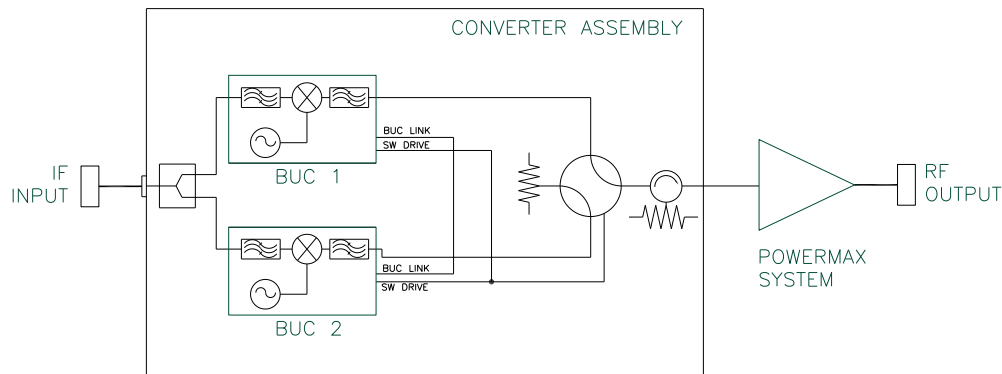 CONVERTER ASSEMBLY
BUC LINK
SW DRIVE
BUC 1
IF
INPUT
RF
OUTPUT
BUC LINK
SW DRIVE
BUC 2
POWERMAX
SYSTEM